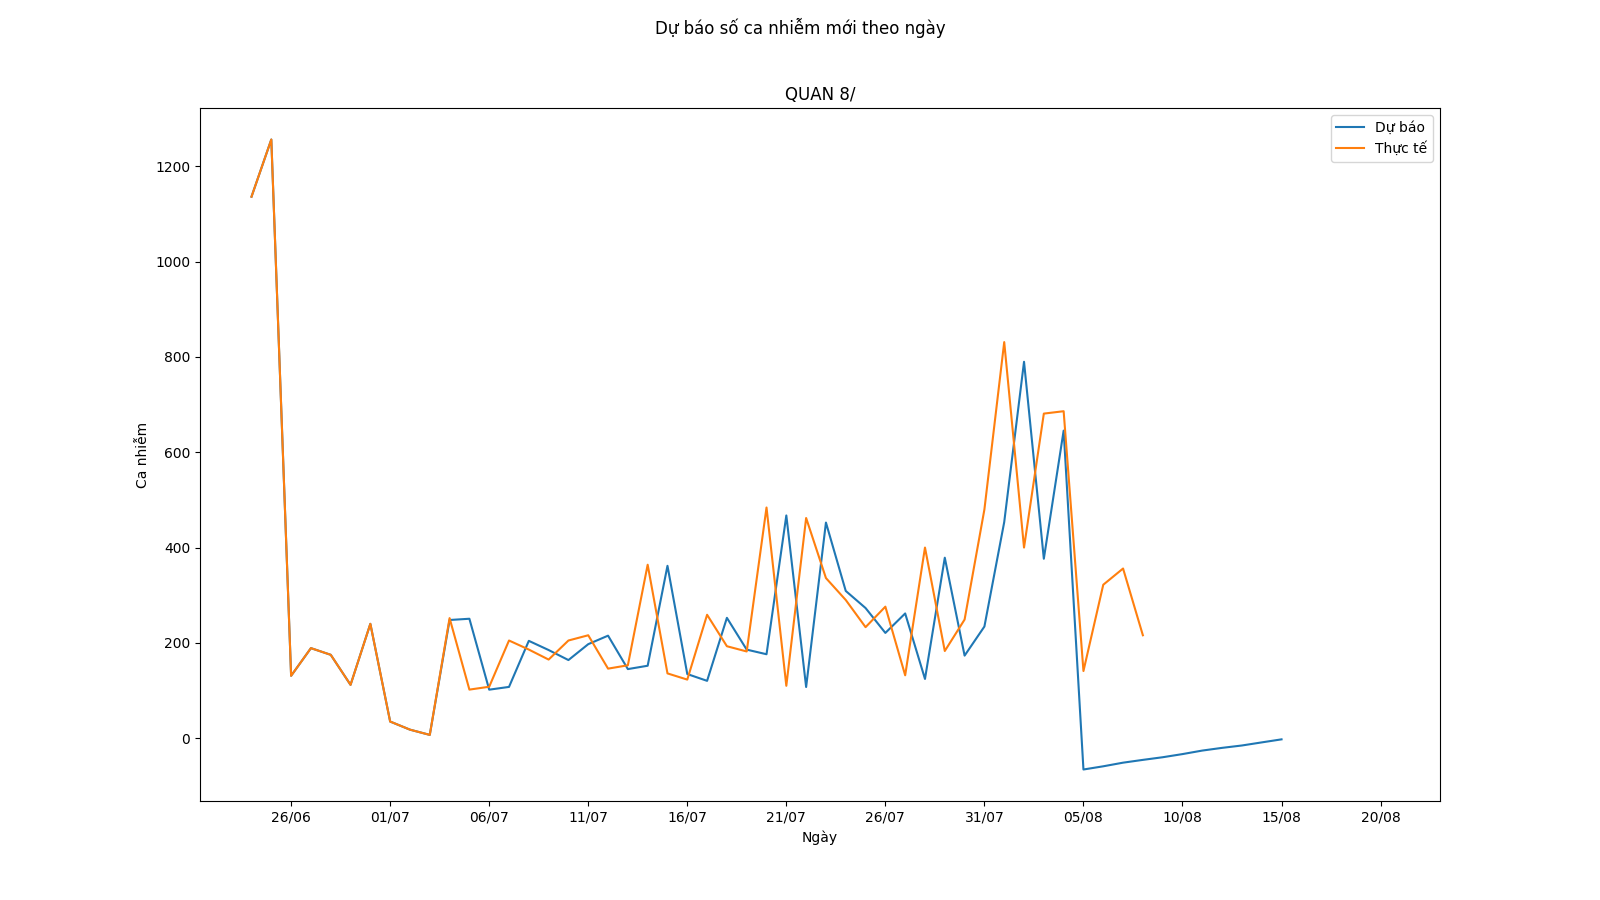 Dự báo số ca nhiễm mới theo ngày
QUAN 8/
Dự báo
Thực tế
1200
1000
800
600
400
200
0
Ca nhiễm
26/06 01/07 06/07 11/07 16/07 21/07 26/07 31/07 05/08 10/08 15/08 20/08
Ngày